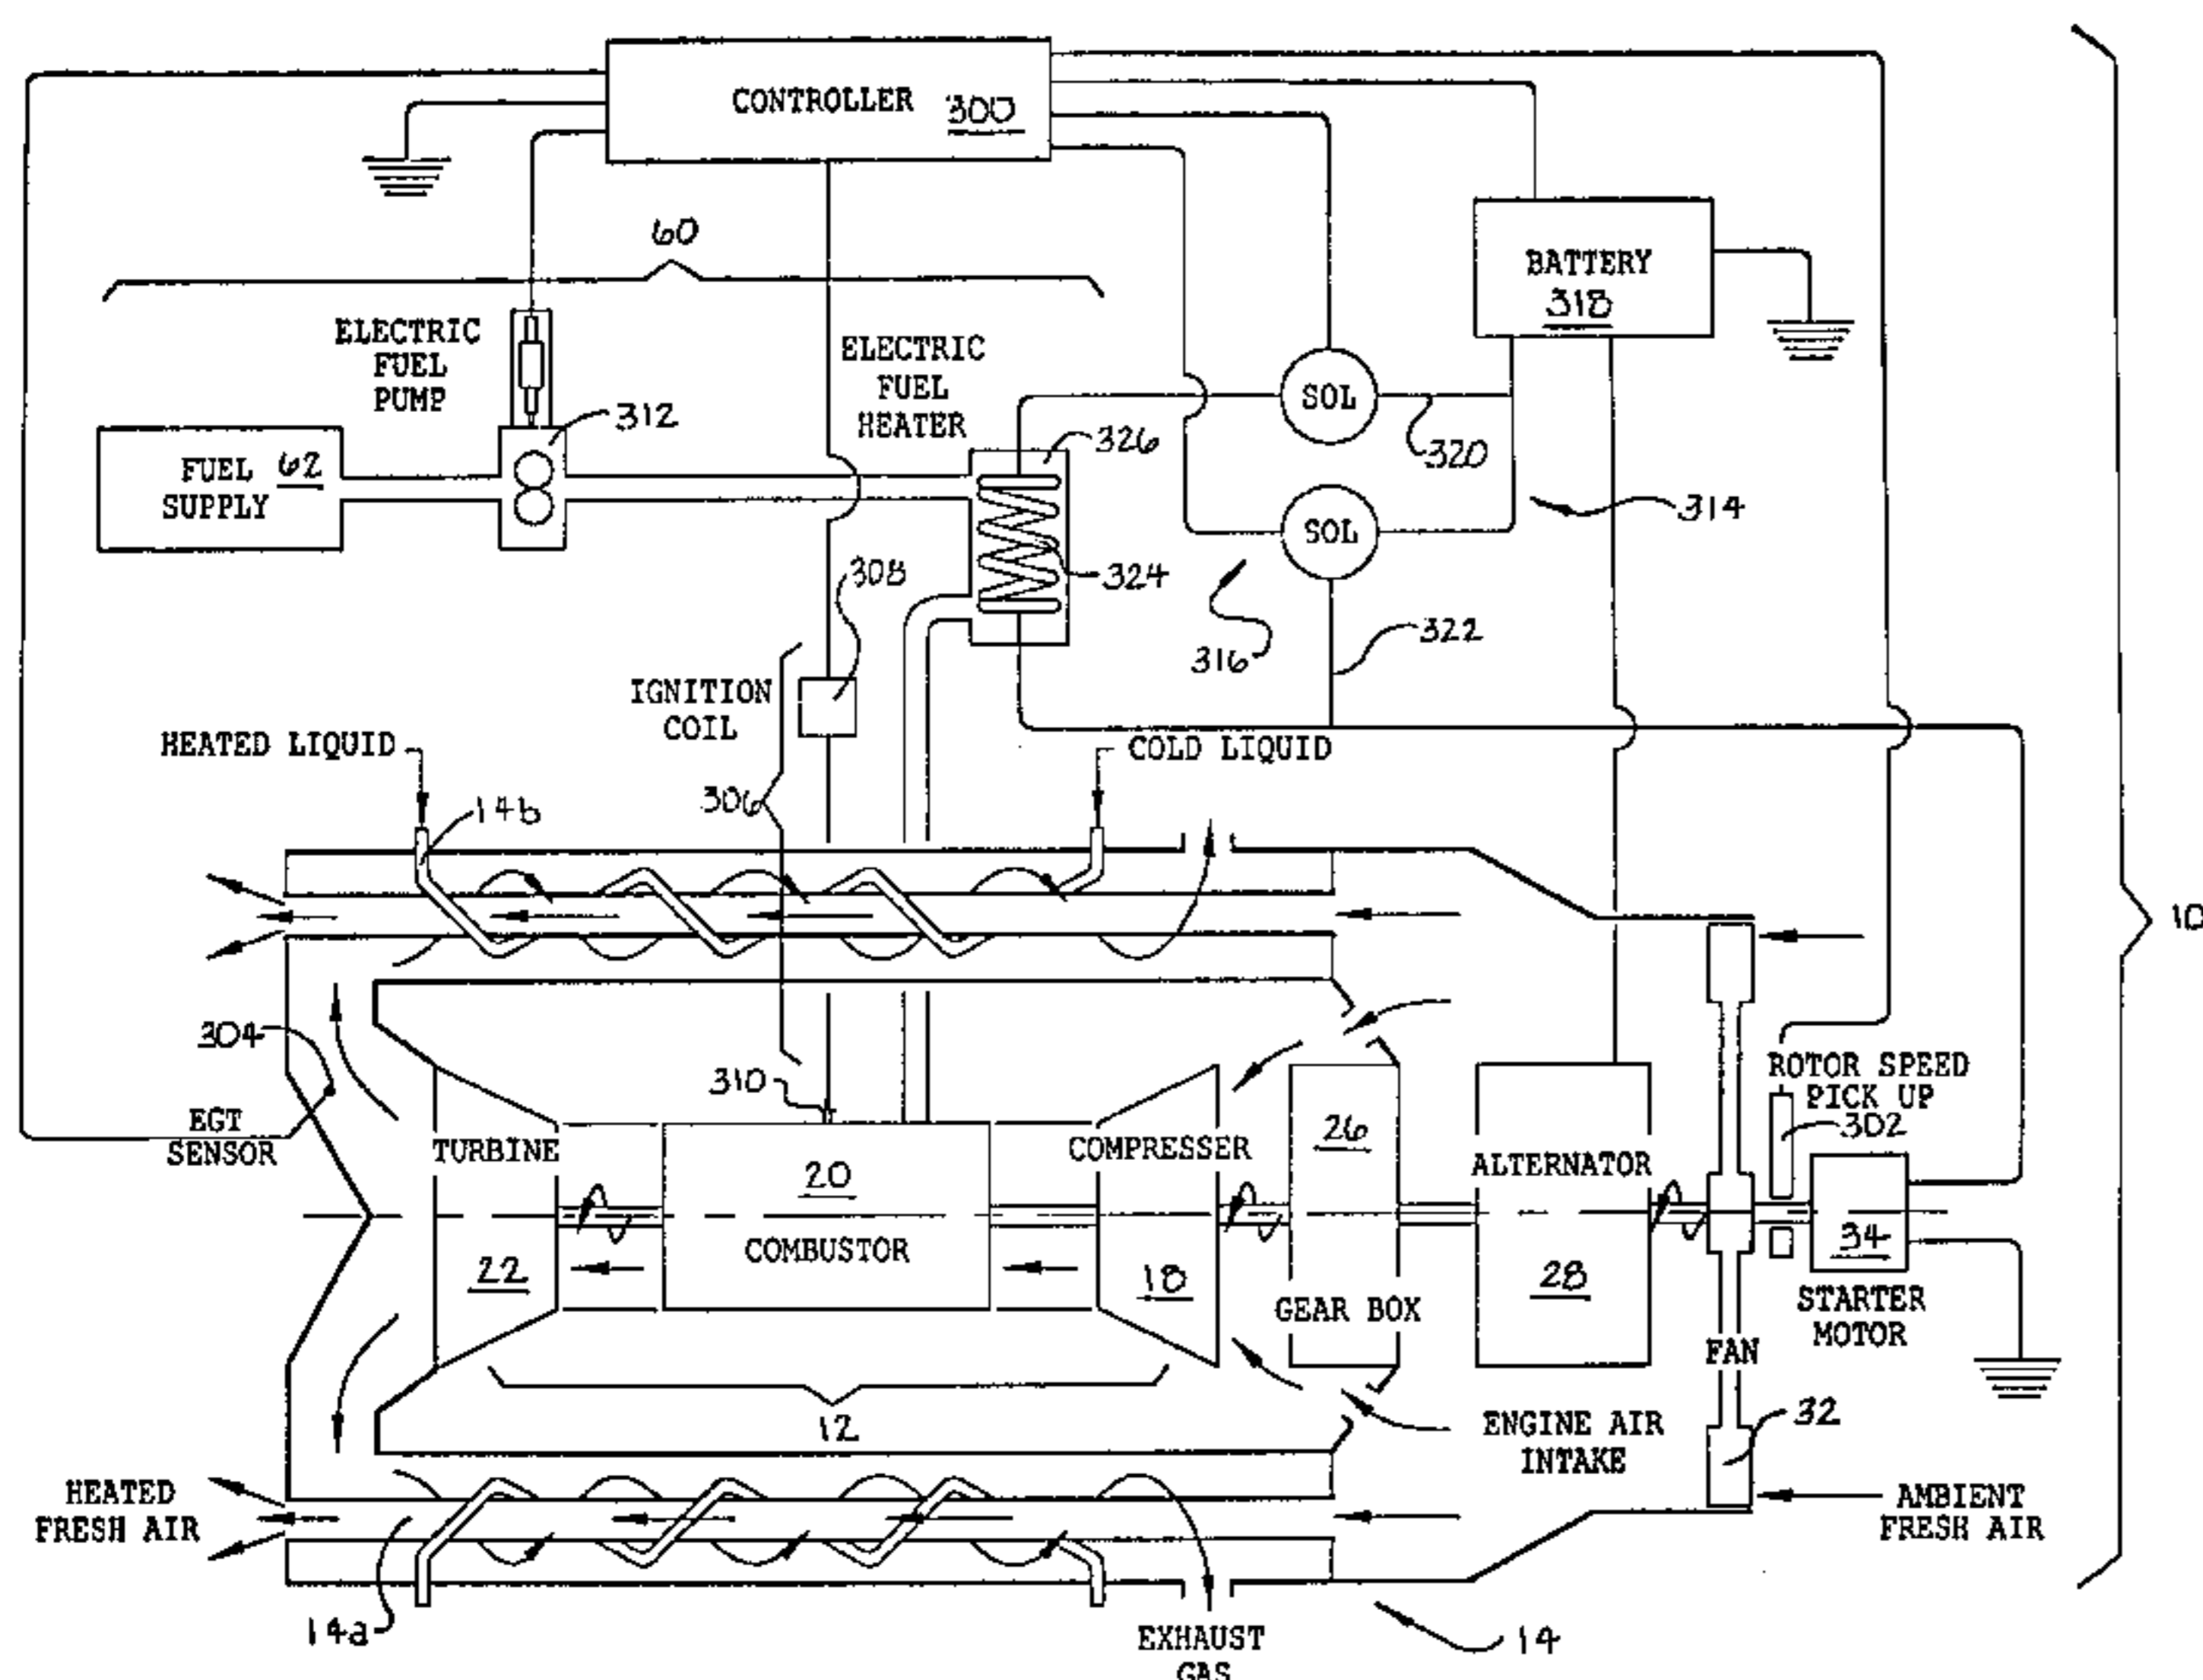 CONTROLLER 300
60
ELECTRIC
FUEL
PUMP
312
FUEL 62
SUPPLY
ELECTRIC
FUEL
HEATER
326
324
SOL
SOL
320
BATTERY
318
314
316
322
308
IGNITION
COIL
306
HEATED LIQUID
14b
COLD LIQUID
10
304
EGT
SENSOR
310
TURBINE
22
20
COMBUSTOR
COMPRESSER
18
26
GEAR BOX
ALTERNATOR
28
ROTOR SPEED
PICK UP
302
34
STARTER
MOTOR
FAN
32
12
ENGINE AIR
INTAKE
HEATED
FRESH AIR
AMBIENT
FRESH AIR
14a
EXHAUST
GAS
14